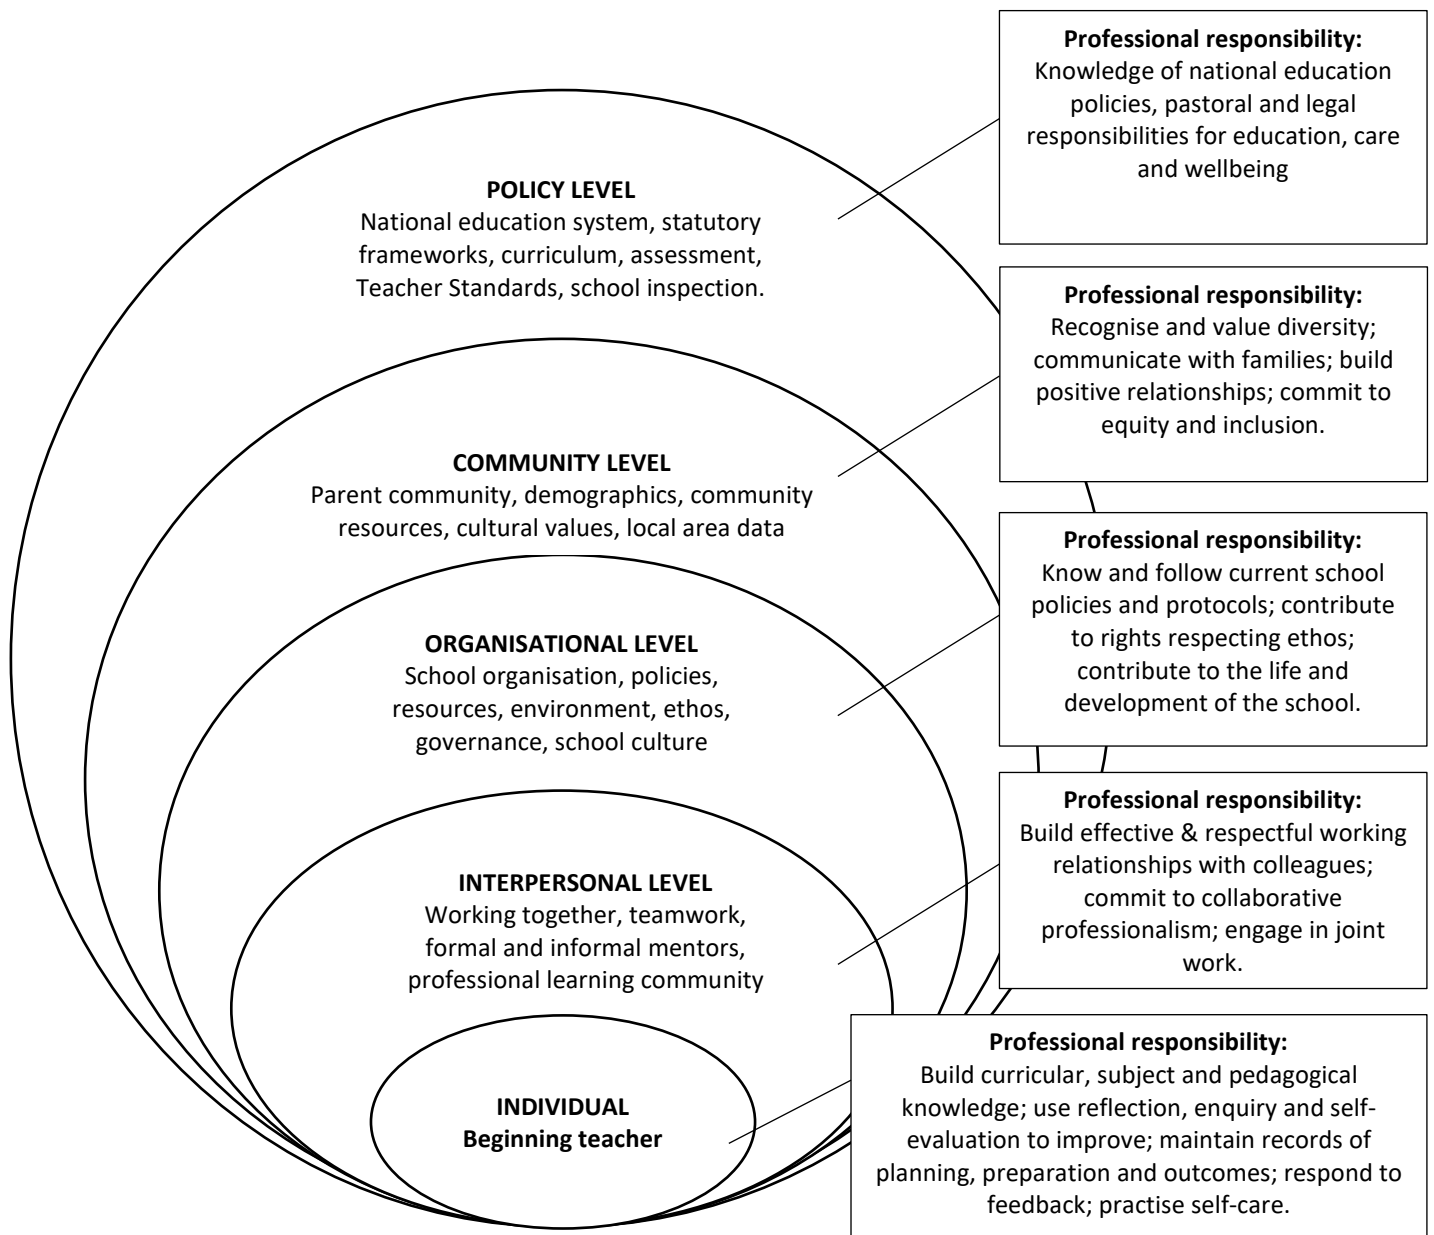 Professional responsibility:
Knowledge of national education
policies, pastoral and legal
responsibilities for education, care
and wellbeing
POLICY LEVEL
National education system, statutory
frameworks, curriculum, assessment,
Teacher Standards, school inspection.
Professional responsibility:
Recognise and value diversity;
communicate with families; build
positive relationships; commit to
equity and inclusion.
COMMUNITY LEVEL
Parent community, demographics, community
resources, cultural values, local area data
Professional responsibility:
Know and follow current school
policies and protocols; contribute
to rights respecting ethos;
contribute to the life and
development of the school.
ORGANISATIONAL LEVEL
School organisation, policies,
resources, environment, ethos,
governance, school culture
Professional responsibility:
Build effective & respectful working
relationships with colleagues;
commit to collaborative
professionalism; engage in joint
work.
INTERPERSONAL LEVEL
Working together, teamwork,
formal and informal mentors,
professional learning community
Professional responsibility:
Build curricular, subject and pedagogical
knowledge; use reflection, enquiry and self-
evaluation to improve; maintain records of
planning, preparation and outcomes; respond to
feedback; practise self-care.
INDIVIDUAL
Beginning teacher